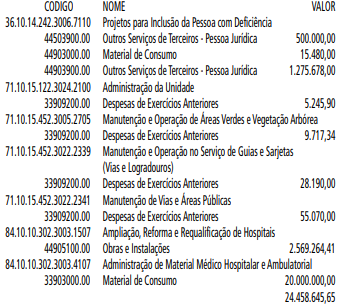 CODIGO NOME VALOR
36.10.14.242.3006.7110 Projetos para Inclusão da Pessoa com Deficiência
44503900.00 Outros Serviços de Terceiros - Pessoa Jurídica 500.000,00
44903000.00 Material de Consumo 15.480,00
44903900.00 Outros Serviços de Terceiros - Pessoa Jurídica 1.275.678,00
71.10.15.122.3024.2100 Administração da Unidade
33909200.00 Despesas de Exercícios Anteriores 5.245,90
71.10.15.452.3005.2705 Manutenção e Operação de Áreas Verdes e Vegetação Arbórea
33909200.00 Despesas de Exercícios Anteriores 9.717,34
71.10.15.452.3022.2339 Manutenção e Operação no Serviço de Guias e Sarjetas
(Vias e Logradouros)
33909200.00 Despesas de Exercícios Anteriores 28.190,00
71.10.15.452.3022.2341 Manutenção de Vias e Áreas Públicas
33909200.00 Despesas de Exercícios Anteriores 55.070,00
84.10.10.302.3003.1507 Ampliação, Reforma e Requalificação de Hospitais
44905100.00 Obras e Instalações 2.569.264,41
84.10.10.302.3003.4107 Administração de Material Médico Hospitalar e Ambulatorial
33903000.00 Material de Consumo 20.000.000,00
24.458.645,65